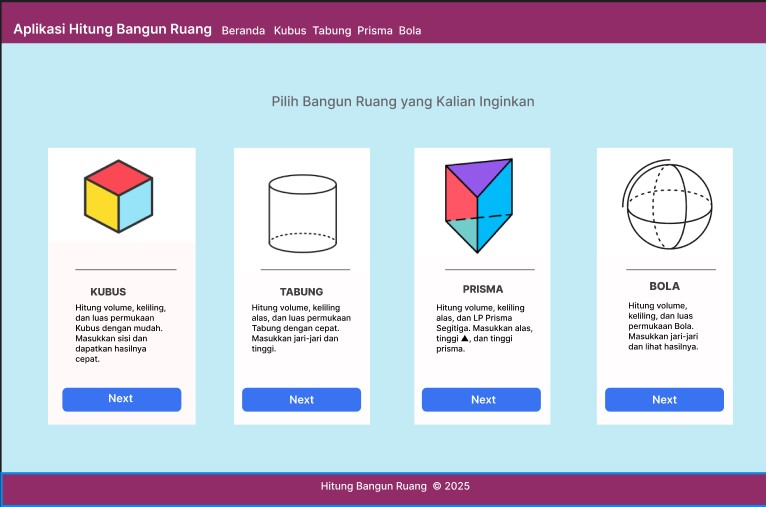 Aplikasi Hitung Bangun Ruang Beranda Kubus Tabung Prisma Bola
Pilih Bangun Ruang yang Kalian Inginkan
KUBUS
Hitung volume, keliling,
dan luas permukaan
Kubus dengan mudah.
Masukkan sisi dan
dapatkan hasilnya
cepat.
Next
TABUNG
Hitung volume, keliling
alas, dan luas permukaan
Tabung dengan cepat.
Masukkan jari-jari dan
tinggi.
Next
PRISMA
Hitung volume, keliling
alas, dan LP Prisma
Segitiga. Masukkan alas,
tinggi ▲, dan tinggi
prisma.
Next
BOLA
Hitung volume,
keliling, dan luas
permukaan Bola.
Masukkan jari-jari
dan lihat hasilnya.
Next
Hitung Bangun Ruang © 2025